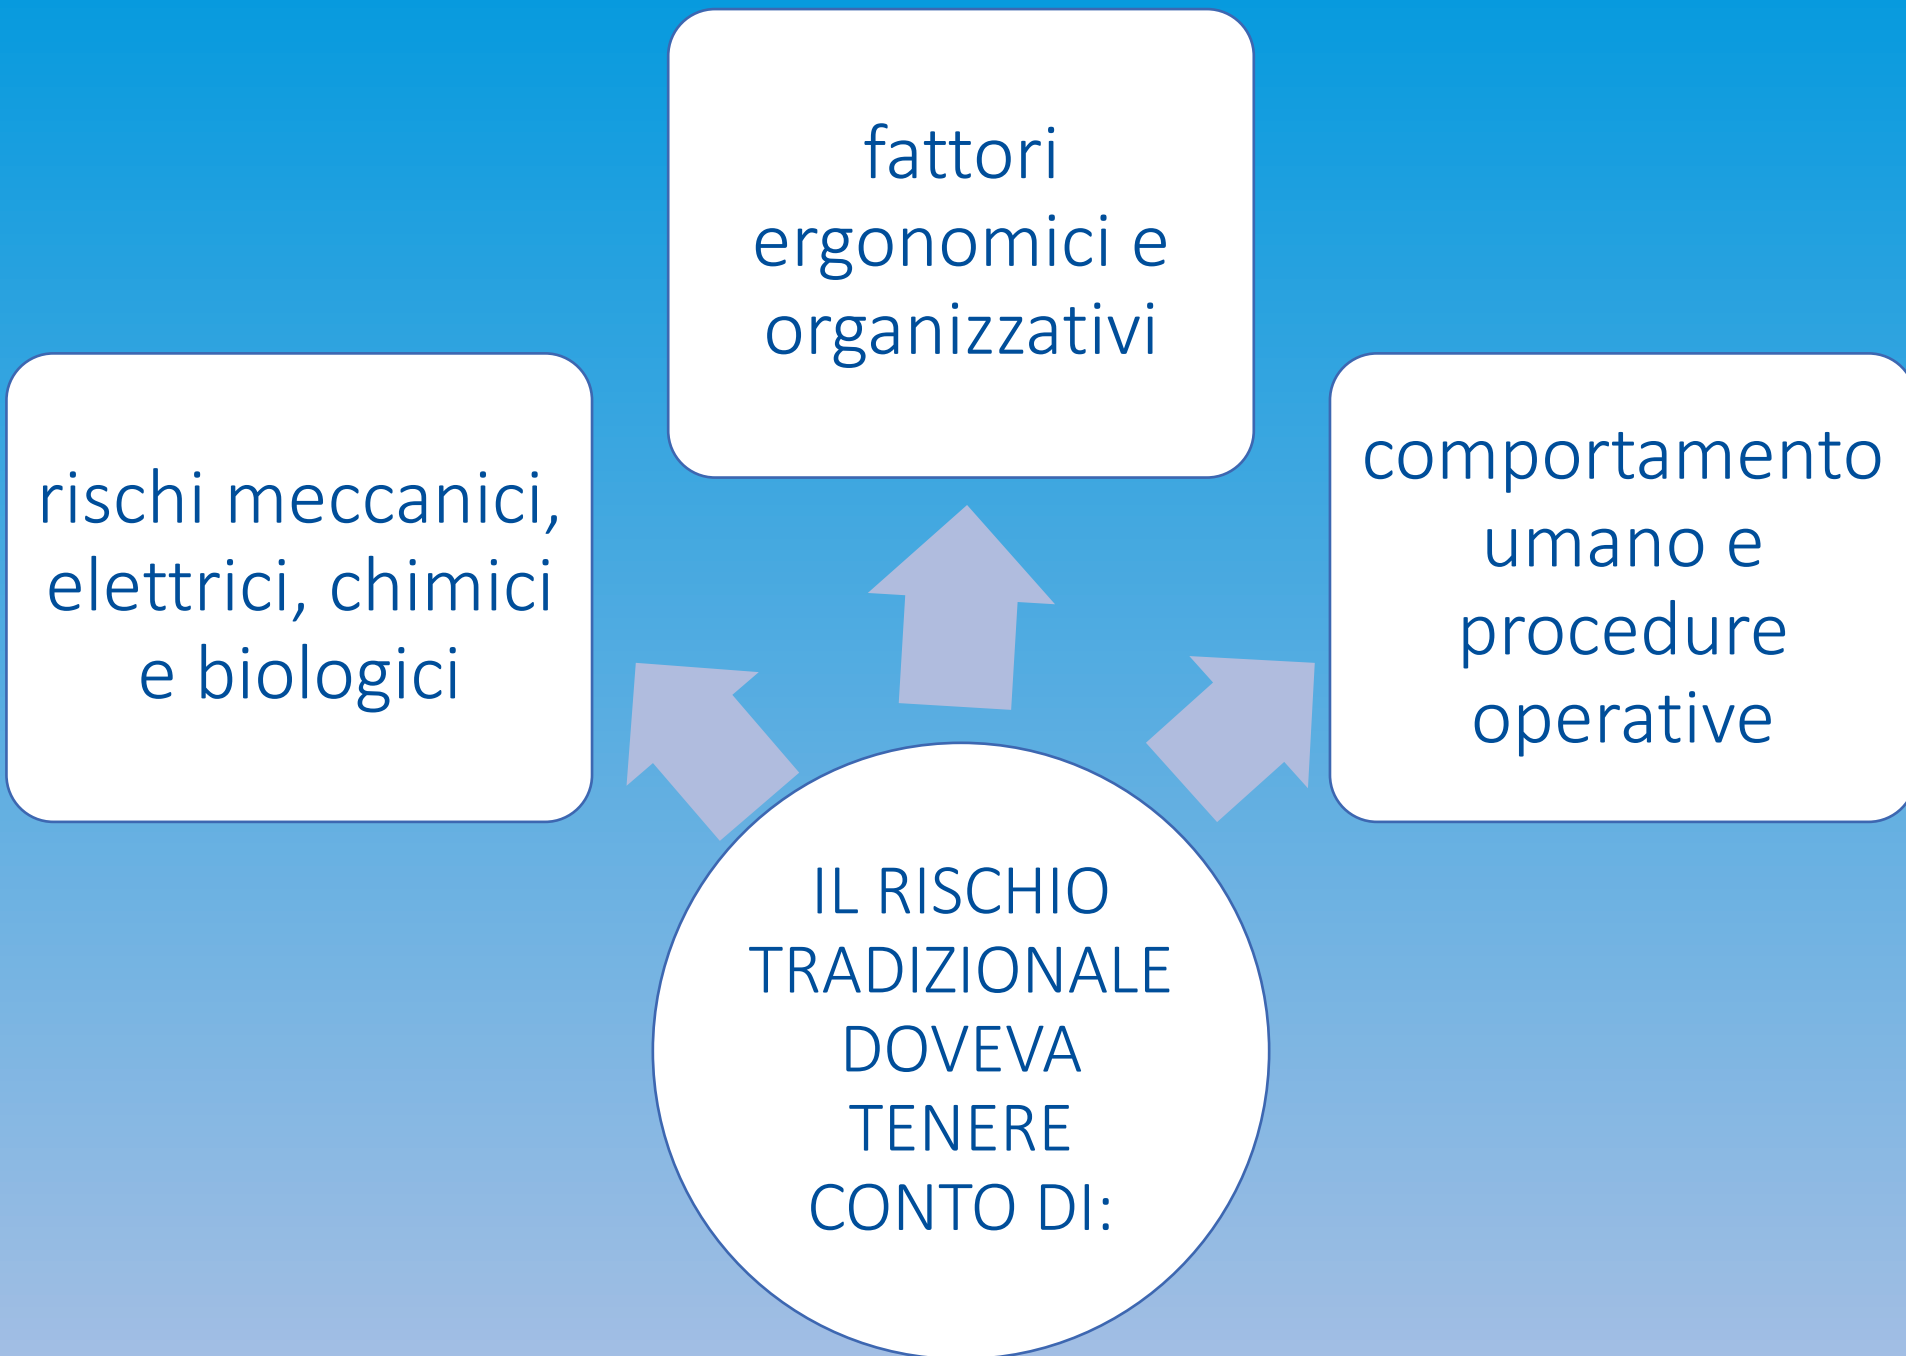 fattori
ergonomici e
organizzativi
rischi meccanici,
elettrici, chimici
e biologici
comportamento
umano e
procedure
operative
IL RISCHIO
TRADIZIONALE
DOVEVA
TENERE
CONTO DI: